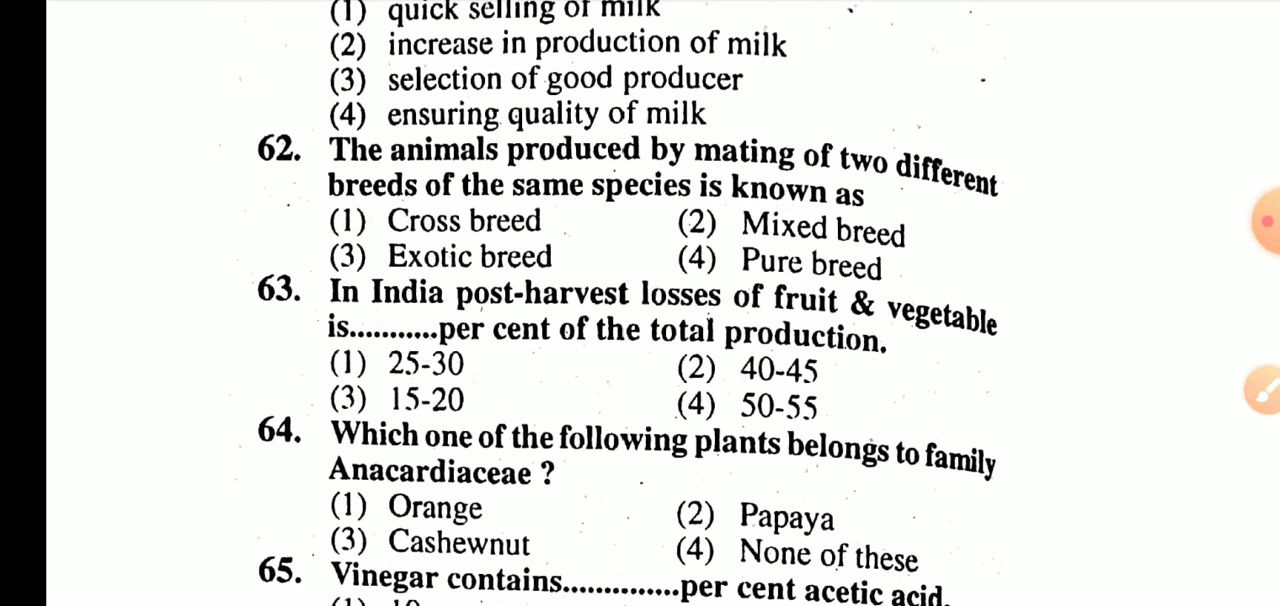 (1) quick selling of milk
(2) increase in production of milk
(3) selection of good producer
(4) ensuring quality of milk
62. The animals produced by mating of two different
breeds of the same species is known as
(1) Cross breed (2) Mixed breed
(3) Exotic breed (4) Pure breed
63. In India post-harvest losses of fruit & vegetable
is...........per cent of the total production.
(1) 25-30 (2) 40-45
(3) 15-20 (4) 50-55
64. Which one of the following plants belongs to family
Anacardiaceae ?
(1) Orange (2) Papaya
(3) Cashewnut (4) None of these
65. Vinegar contains..............per cent acetic acid.
(1) 10